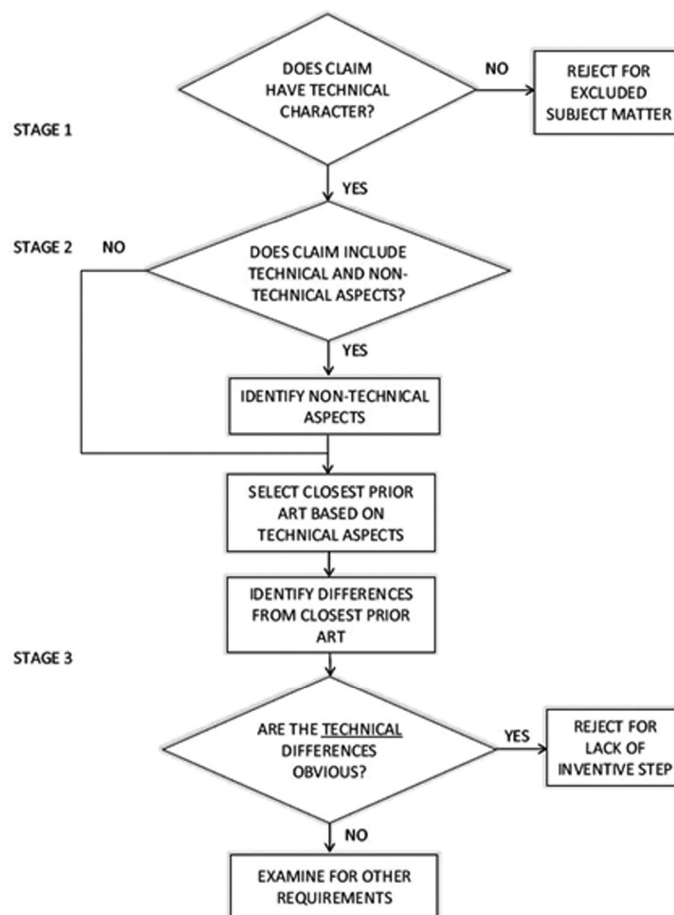 DOES CLAIM
HAVE TECHNICAL
CHARACTER?
NO
REJECT FOR
EXCLUDED
SUBJECT MATTER
STAGE 1
YES
STAGE 2
NO
DOES CLAIM INCLUDE
TECHNICAL AND NON-
TECHNICAL ASPECTS?
YES
IDENTIFY NON-TECHNICAL
ASPECTS
SELECT CLOSEST PRIOR
ART BASED ON
TECHNICAL ASPECTS
IDENTIFY DIFFERENCES
FROM CLOSEST PRIOR
ART
STAGE 3
ARE THE TECHNICAL
DIFFERENCES
OBVIOUS?
YES
REJECT FOR
LACK OF
INVENTIVE STEP
NO
EXAMINE FOR OTHER
REQUIREMENTS